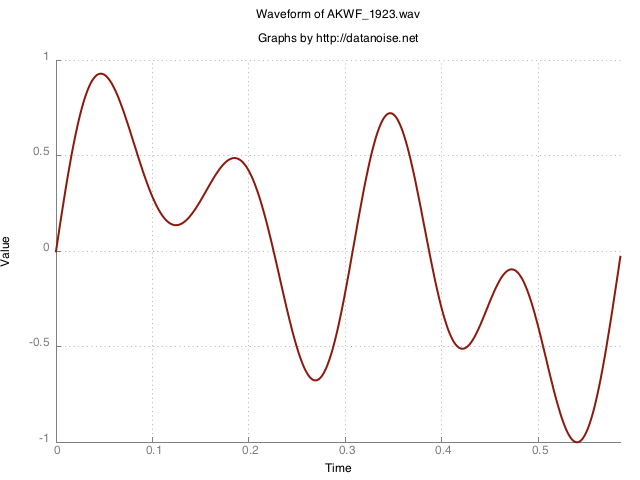 Waveform of AKWF_1923.wav
Graphs by http://datanoise.net
1
0.5
0
-0.5
-1
Value
0 0.1 0.2 0.3 0.4 0.5
Time